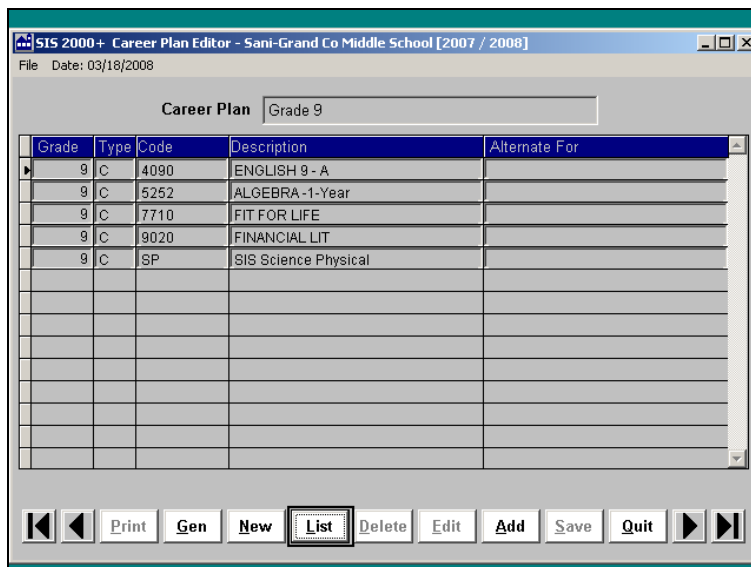 SIS 2000+ Career Plan Editor - Sani-Grand Co Middle School [2007 / 2008]
File Date: 03/18/2008
Career Plan Grade 9
Grade Type Code Description Alternate For
9 C 4090 ENGLISH 9 - A
9 C 5252 ALGEBRA -1-Year
9 C 7710 FIT FOR LIFE
9 C 9020 FINANCIAL LIT
9 C SP SIS Science Physical
Print Gen New List Delete Edit Add Save Quit